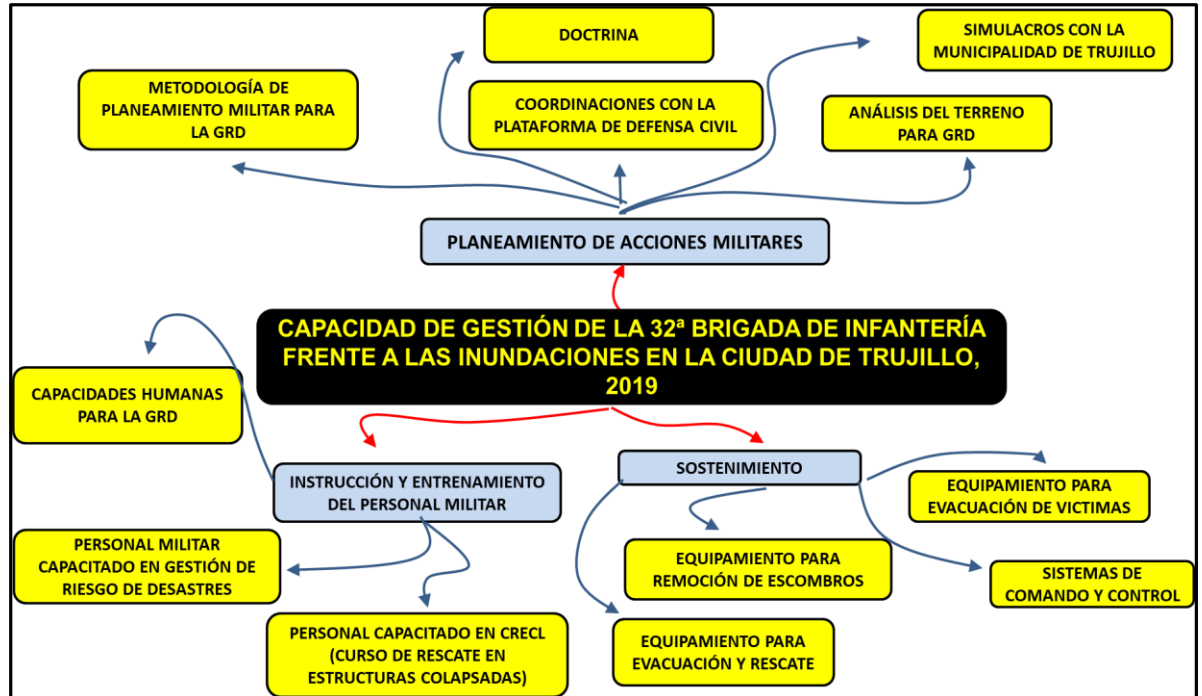 DOCTRINA
SIMULACROS CON LA
MUNICIPALIDAD DE TRUJILLO
METODOLOGÍA DE
PLANEAMIENTO MILITAR PARA
LA GRD
COORDINACIONES CON LA
PLATAFORMA DE DEFENSA CIVIL
ANÁLISIS DEL TERRENO
PARA GRD
PLANEAMIENTO DE ACCIONES MILITARES
CAPACIDAD DE GESTIÓN DE LA 32ª BRIGADA DE INFANTERÍA
FRENTE A LAS INUNDACIONES EN LA CIUDAD DE TRUJILLO,
2019
CAPACIDADES HUMANAS
PARA LA GRD
INSTRUCCIÓN Y ENTRENAMIENTO
DEL PERSONAL MILITAR
SOSTENIMIENTO
EQUIPAMIENTO PARA
EVACUACIÓN DE VICTIMAS
PERSONAL MILITAR
CAPACITADO EN GESTIÓN DE
RIESGO DE DESASTRES
EQUIPAMIENTO PARA
REMOCIÓN DE ESCOMBROS
SISTEMAS DE
COMANDO Y CONTROL
PERSONAL CAPACITADO EN CRECL
(CURSO DE RESCATE EN
ESTRUCTURAS COLAPSADAS)
EQUIPAMIENTO PARA
EVACUACIÓN Y RESCATE